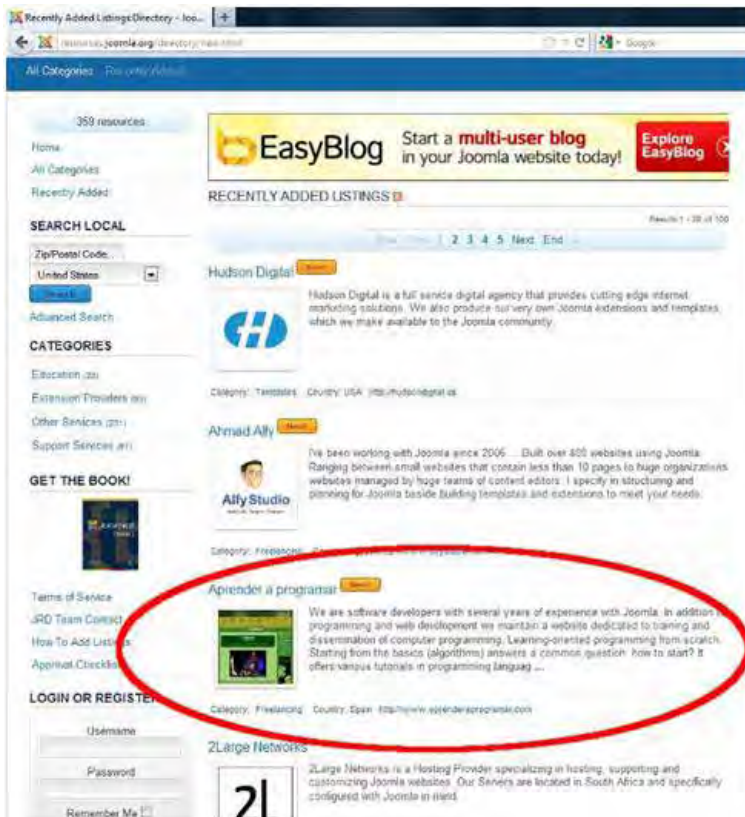 Recently Added Listings Directory - Joo...
resources.joomla.org/directory/new.html
Google
All Categories Recently Added
359 resources
Home
All Categories
Recently Added
SEARCH LOCAL
Zip/Postal Code...
United States
Search
Advanced Search
CATEGORIES
Education
Extension Providers
Other Services
Support Services
GET THE BOOK!
Terms of Service
JRD Team Contact
How To Add Listings
Approval Checklist
LOGIN OR REGISTER
Username
Password
Remember Me
EasyBlog
Start a multi-user blog
in your Joomla website today!
Explore
EasyBlog
RECENTLY ADDED LISTINGS
Results 1 - 20 of 100
1 2 3 4 5 Next End
Hudson Digital
Hudson Digital is a full service digital agency that provides cutting edge internet
marketing solutions. We also produce our very own Joomla extensions and templates,
which we make available to the Joomla community.
Category: Templates Country: USA
Ahmad Ally
I've been working with Joomla since 2006 ... Built over 400 websites using Joomla.
Ranging between small websites that contain less than 10 pages to huge organizations
websites managed by huge teams of content editors. I specify in structuring and
planning for Joomla beside building templates and extensions to meet your needs.
Ally Studio
Category: Freelancing
Aprender a programar
We are software developers with several years of experience with Joomla. In addition to
programming and web development we maintain a website dedicated to training and
dissemination of computer programming. Learning-oriented programming from scratch.
Starting from the basics (algorithms) answers a common question: how to start? It
offers various tutorials in programming languag ...
Category: Freelancing Country: Spain http://www.aprenderaprogramar.com
2Large Networks
2L
2Large Networks is a Hosting Provider specializing in hosting, supporting and
customizing Joomla websites. Our Servers are located in South Africa and specifically
configured with Joomla in mind.